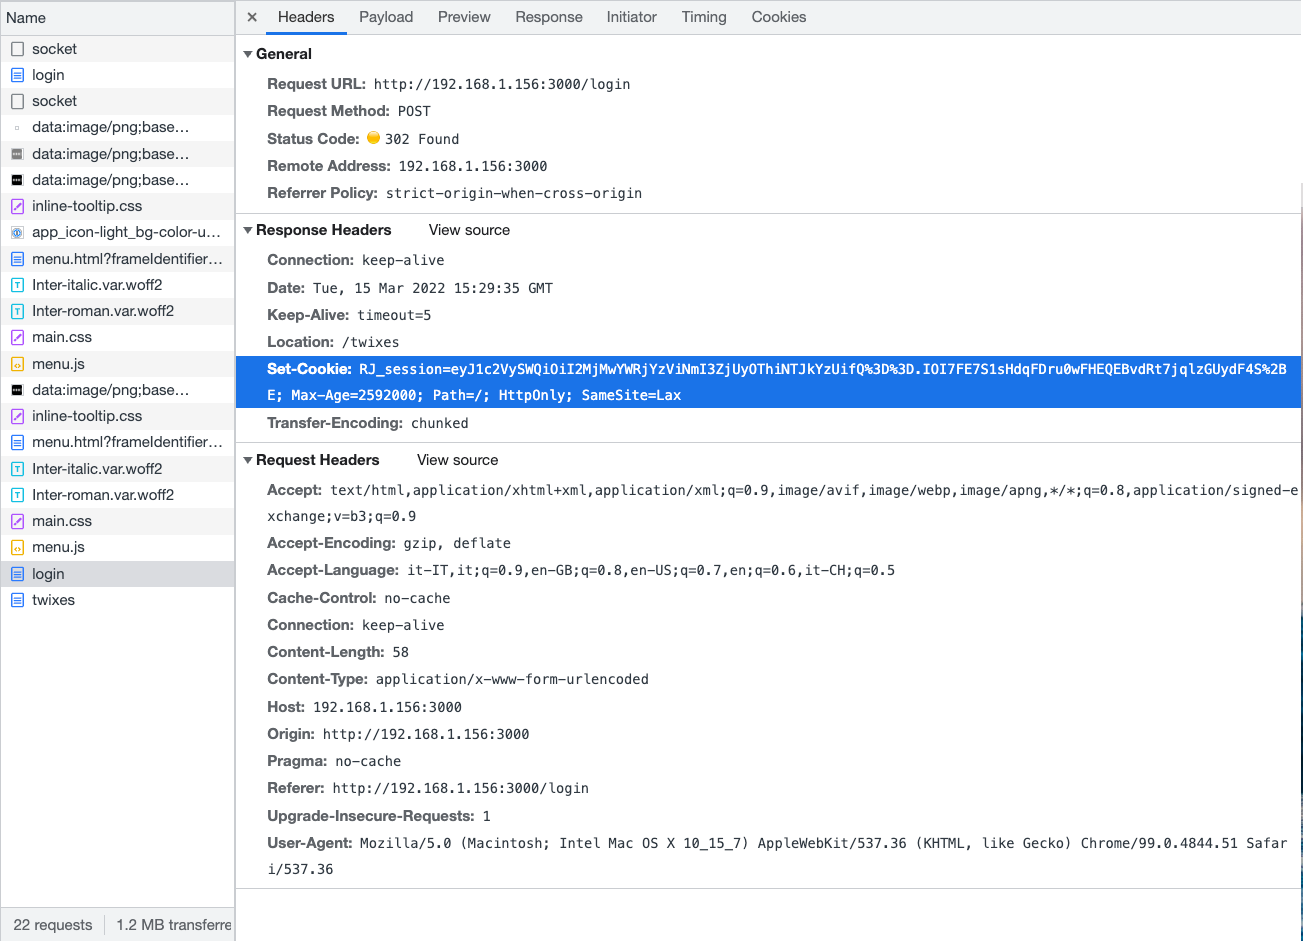 Name
socket
login
socket
data:image/png;base…
data:image/png;base…
data:image/png;base…
inline-tooltip.css
app_icon-light_bg-color-u…
menu.html?frameIdentifier…
Inter-italic.var.woff2
Inter-roman.var.woff2
main.css
menu.js
data:image/png;base…
inline-tooltip.css
menu.html?frameIdentifier…
Inter-italic.var.woff2
Inter-roman.var.woff2
main.css
menu.js
login
twixes
22 requests 1.2 MB transferre
× Headers Payload Preview Response Initiator Timing Cookies
General
Request URL: http://192.168.1.156:3000/login
Request Method: POST
Status Code: 302 Found
Remote Address: 192.168.1.156:3000
Referrer Policy: strict-origin-when-cross-origin
Response Headers View source
Connection: keep-alive
Date: Tue, 15 Mar 2022 15:29:35 GMT
Keep-Alive: timeout=5
Location: /twixes
Set-Cookie: RJ_session=eyJ1c2VySWQiOiI2MjMwYWRjYzViNmI3ZjUyOThiNTJkYzUifQ%3D%3D.IOI7FE7S1sHdqFDru0wFHEQEBvdRt7jqlzGUydF4S%2B
E; Max-Age=2592000; Path=/; HttpOnly; SameSite=Lax
Transfer-Encoding: chunked
Request Headers View source
Accept: text/html,application/xhtml+xml,application/xml;q=0.9,image/avif,image/webp,image/apng,*/*;q=0.8,application/signed-e
xchange;v=b3;q=0.9
Accept-Encoding: gzip, deflate
Accept-Language: it-IT,it;q=0.9,en-GB;q=0.8,en-US;q=0.7,en;q=0.6,it-CH;q=0.5
Cache-Control: no-cache
Connection: keep-alive
Content-Length: 58
Content-Type: application/x-www-form-urlencoded
Host: 192.168.1.156:3000
Origin: http://192.168.1.156:3000
Pragma: no-cache
Referer: http://192.168.1.156:3000/login
Upgrade-Insecure-Requests: 1
User-Agent: Mozilla/5.0 (Macintosh; Intel Mac OS X 10_15_7) AppleWebKit/537.36 (KHTML, like Gecko) Chrome/99.0.4844.51 Safar
i/537.36